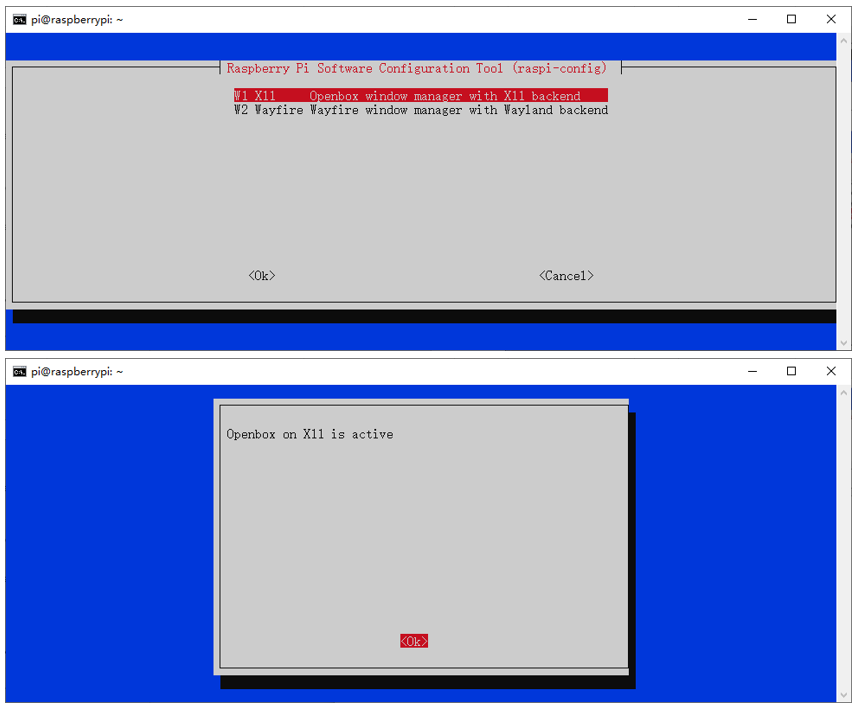 pi@raspberrypi: ~
Raspberry Pi Software Configuration Tool (raspi-config)
W1 X11 Openbox window manager with X11 backend
W2 Wayfire Wayfire window manager with Wayland backend
<Ok> <Cancel>
pi@raspberrypi: ~
Openbox on X11 is active
<Ok>